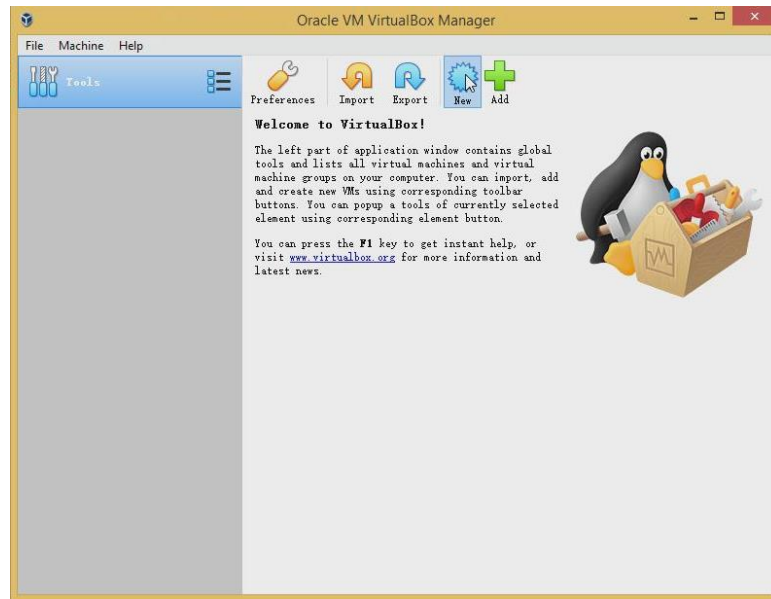 Oracle VM VirtualBox Manager
File Machine Help
Tools
Preferences Import Export New Add
Welcome to VirtualBox!
The left part of application window contains global
tools and lists all virtual machines and virtual
machine groups on your computer. You can import, add
and create new VMs using corresponding toolbar
buttons. You can popup a tools of currently selected
element using corresponding element button.
You can press the F1 key to get instant help, or
visit www.virtualbox.org for more information and
latest news.